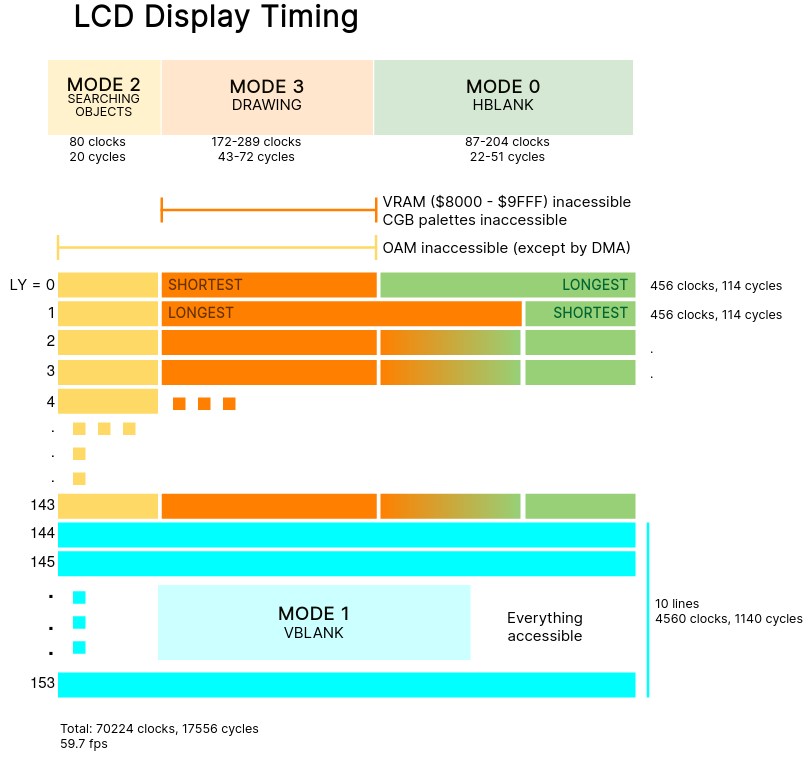 LCD Display Timing
MODE 2
SEARCHING
OBJECTS
MODE 3
DRAWING
MODE 0
HBLANK
80 clocks
20 cycles
172-289 clocks
43-72 cycles
87-204 clocks
22-51 cycles
VRAM ($8000 - $9FFF) inacessible
CGB palettes inaccessible
OAM inaccessible (except by DMA)
LY = 0 SHORTEST LONGEST 456 clocks, 114 cycles
1 LONGEST SHORTEST 456 clocks, 114 cycles
2 .
3 .
4
.
.
.
143
144
145
.
.
.
MODE 1
VBLANK
Everything
accessible
10 lines
4560 clocks, 1140 cycles
153
Total: 70224 clocks, 17556 cycles
59.7 fps